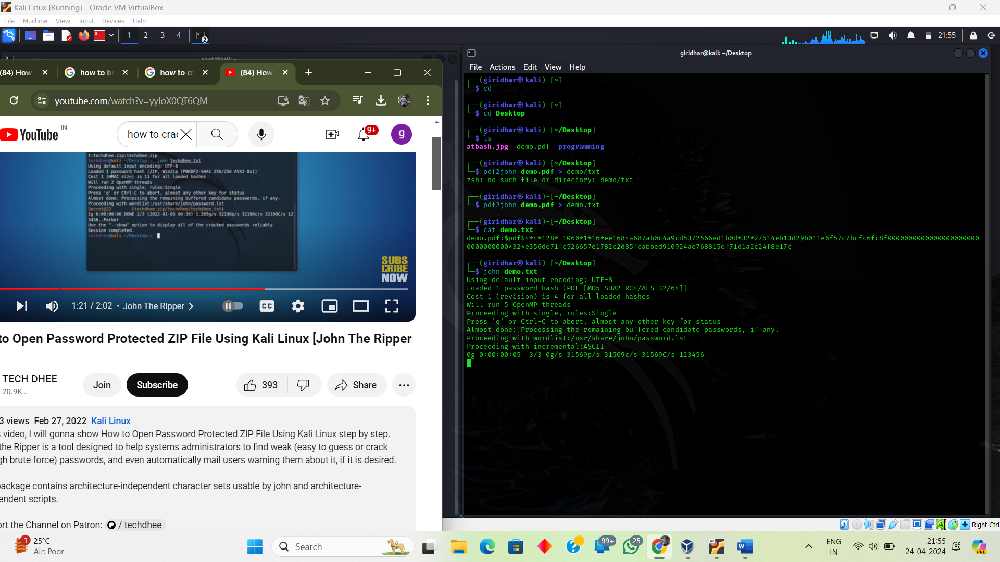 Kali Linux [Running] - Oracle VM VirtualBox
File Machine View Input Devices Help
1 2 3 4
2
21:55
(84) How
how to br
how to cr
(84) How
youtube.com/watch?v=yyIoX0QT6QM
YouTube IN
how to crac
9+
g
t:techdhee.zip:techdhee.zip
techdhee@kali:~/Desktop$ john techdhee.txt
Using default input encoding: UTF-8
Loaded 1 password hash (ZIP, WinZip [PBKDF2-SHA1 256/256 AVX2 8x])
Cost 1 (HMAC size) is 11 for all loaded hashes
Will run 2 OpenMP threads
Proceeding with single, rules:Single
Press 'q' or Ctrl-C to abort, almost any other key for status
Almost done: Processing the remaining buffered candidate passwords, if any.
Proceeding with wordlist:/usr/share/john/password.lst
Secret@22 (techdhee.zip/techdhee/techdhee.txt)
1g 0:00:00:00 DONE 2/3 (2022-01-03 00:38) 1.265g/s 32198p/s 32198c/s 32198C/s 12
3456..Parker
Use the "--show" option to display all of the cracked passwords reliably
Session completed.
techdhee@kali:~/Desktop$
SUBS
CRIBE
NOW
1:21 / 2:02 • John The Ripper
CC
to Open Password Protected ZIP File Using Kali Linux [John The Ripper
TECH DHEE
20.9K...
Join
Subscribe
393
Share
3 views Feb 27, 2022 Kali Linux
s video, I will gonna show How to Open Password Protected ZIP File Using Kali Linux step by step.
the Ripper is a tool designed to help systems administrators to find weak (easy to guess or crack
gh brute force) passwords, and even automatically mail users warning them about it, if it is desired.
package contains architecture-independent character sets usable by john and architecture-
endent scripts.
ort the Channel on Patron: / techdhee
root@kali: ~
giridhar@kali: ~/Desktop
File Actions Edit View Help
┌──(giridhar㉿kali)-[~]
└─$ cd
┌──(giridhar㉿kali)-[~]
└─$ cd Desktop
┌──(giridhar㉿kali)-[~/Desktop]
└─$ ls
atbash.jpg demo.pdf programming
┌──(giridhar㉿kali)-[~/Desktop]
└─$ pdf2john demo.pdf > demo/txt
zsh: no such file or directory: demo/txt
┌──(giridhar㉿kali)-[~/Desktop]
└─$ pdf2john demo.pdf > demo.txt
┌──(giridhar㉿kali)-[~/Desktop]
└─$ cat demo.txt
demo.pdf:$pdf$4*4*128*-1060*1*16*ee1684a687ab0c4a9cd5372566ed1b0d*32*27514eb13d29b011e6f57c7bcfc6fc8f0000000000000000000000
0000000000*32*e356de71fc526657e1782c2d85fcabbed910924ae768815ef71d1a2c24f8e17c
┌──(giridhar㉿kali)-[~/Desktop]
└─$ john demo.txt
Using default input encoding: UTF-8
Loaded 1 password hash (PDF [MD5 SHA2 RC4/AES 32/64])
Cost 1 (revision) is 4 for all loaded hashes
Will run 5 OpenMP threads
Proceeding with single, rules:Single
Press 'q' or Ctrl-C to abort, almost any other key for status
Almost done: Processing the remaining buffered candidate passwords, if any.
Proceeding with wordlist:/usr/share/john/password.lst
Proceeding with incremental:ASCII
0g 0:00:00:05 3/3 0g/s 31569p/s 31569c/s 31569C/s 123456
Right Ctrl
1
25°C
Air: Poor
Search
99+
25
64
ENG
IN
21:55
24-04-2024
PRE